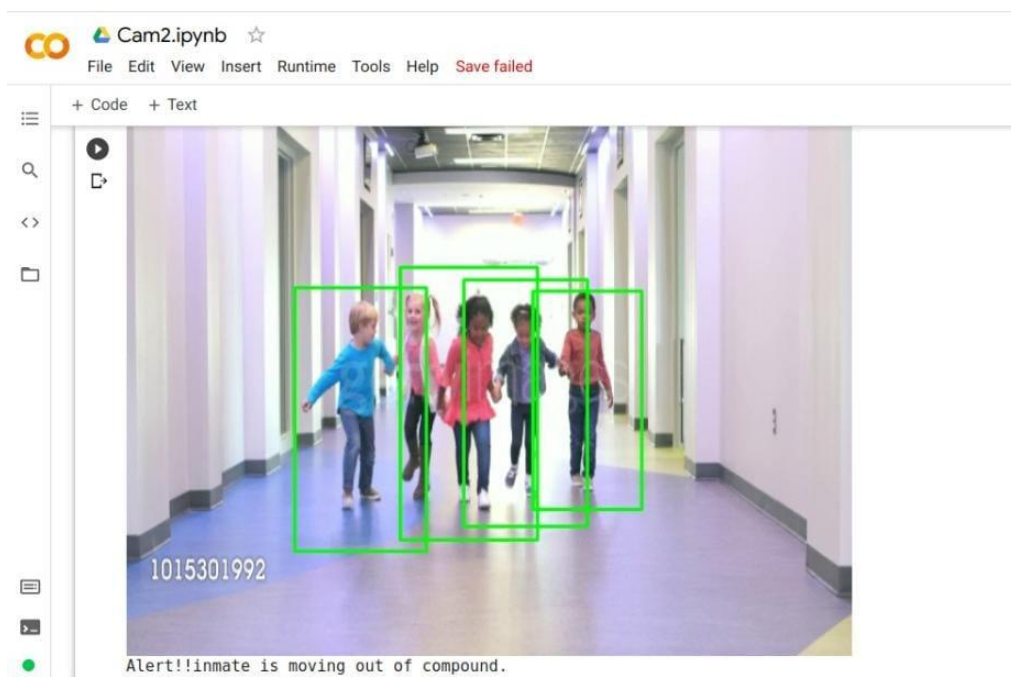 Cam2.ipynb
File Edit View Insert Runtime Tools Help Save failed
+ Code + Text
1015301992
Alert!!inmate is moving out of compound.